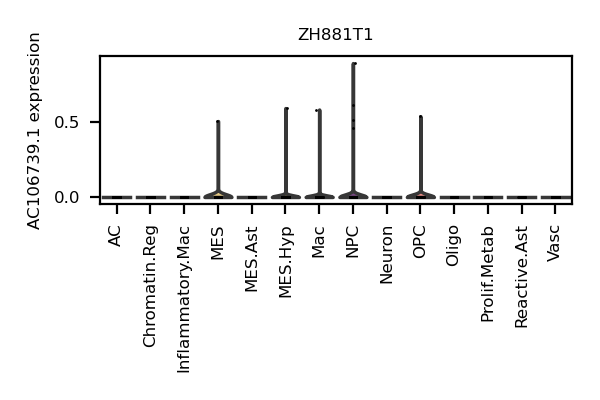 ZH881T1
AC106739.1 expression
0.5
0.0
AC
Chromatin.Reg
Inflammatory.Mac
MES
MES.Ast
MES.Hyp
Mac
NPC
Neuron
OPC
Oligo
Prolif.Metab
Reactive.Ast
Vasc